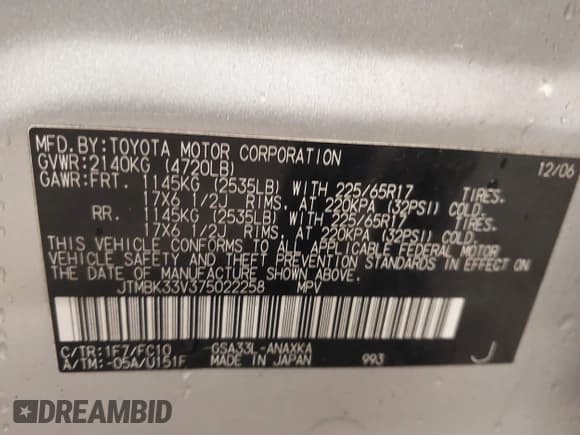 MFD.BY:TOYOTA MOTOR CORPORATION 12/06
GVWR:2140KG (4720LB)
GAWR:FRT. 1145KG (2535LB) WITH 225/65R17 TIRES.
17X6 1/2J RIMS, AT 220KPA (32PSI) COLD.
RR. 1145KG (2535LB) WITH 225/65R17 TIRES.
17X6 1/2J RIMS, AT 220KPA (32PSI) COLD.
THIS VEHICLE CONFORMS TO ALL APPLICABLE FEDERAL MOTOR
VEHICLE SAFETY AND THEFT PREVENTION STANDARDS IN EFFECT ON
THE DATE OF MANUFACTURE SHOWN ABOVE.
JTMBK33V375022258 MPV
C/TR:1F7/FC10 GSA33L-ANAXKA
A/TM:-05A/U151F MADE IN JAPAN 993 J
DREAMBID